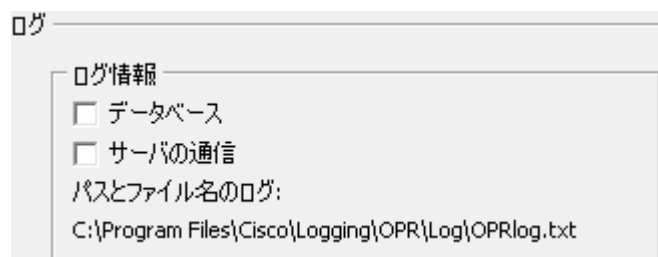 ログ
ログ情報
データベース
サーバの通信
パスとファイル名のログ:
C:\Program Files\Cisco\Logging\OPR\Log\OPRlog.txt